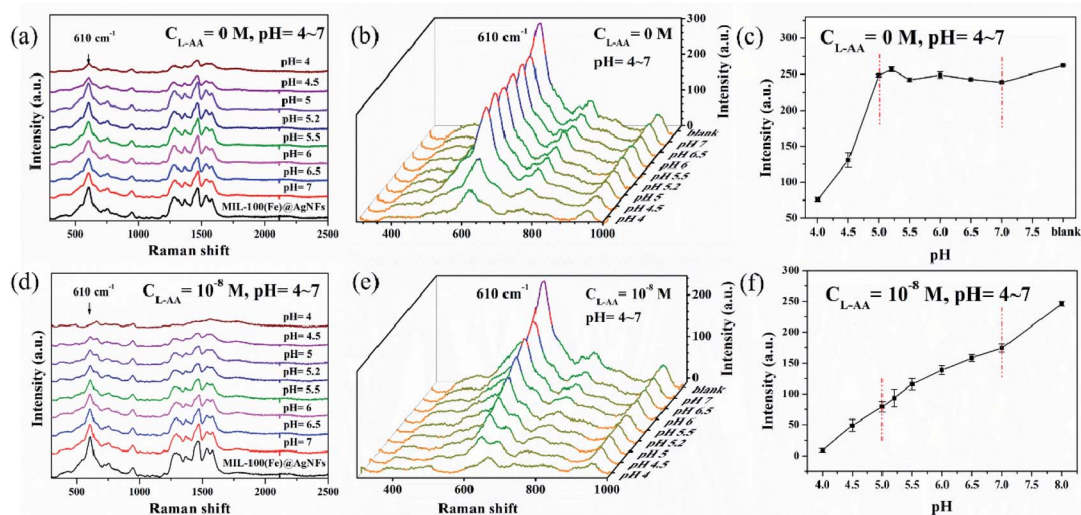 (a)
610 cm⁻¹
C_L-AA = 0 M, pH= 4~7
pH= 4
pH= 4.5
pH= 5
pH= 5.2
pH= 5.5
pH= 6
pH= 6.5
pH= 7
MIL-100(Fe)@AgNFs
Intensity (a.u.)
500 1000 1500 2000 2500
Raman shift
(b)
610 cm⁻¹
C_L-AA = 0 M
pH= 4~7
300
200
100
0
Intensity (a.u.)
blank
pH 7
pH 6.5
pH 6
pH 5.5
pH 5.2
pH 5
pH 4.5
pH 4
400 600 800 1000
Raman shift
(c)
C_L-AA = 0 M, pH= 4~7
Intensity (a.u.)
300
250
200
150
100
50
4.0 4.5 5.0 5.5 6.0 6.5 7.0 7.5 blank
pH
(d)
610 cm⁻¹
C_L-AA = 10⁻⁸ M, pH= 4~7
pH= 4
pH= 4.5
pH= 5
pH= 5.2
pH= 5.5
pH= 6
pH= 6.5
pH= 7
MIL-100(Fe)@AgNFs
Intensity (a.u.)
500 1000 1500 2000 2500
Raman shift
(e)
610 cm⁻¹
C_L-AA = 10⁻⁸ M
pH= 4~7
200
100
0
Intensity (a.u.)
blank
pH 7
pH 6.5
pH 6
pH 5.5
pH 5.2
pH 5
pH 4.5
pH 4
400 600 800 1000
Raman shift
(f)
C_L-AA = 10⁻⁸ M, pH= 4~7
Intensity (a.u.)
300
250
200
150
100
50
0
4.0 4.5 5.0 5.5 6.0 6.5 7.0 7.5 8.0
pH